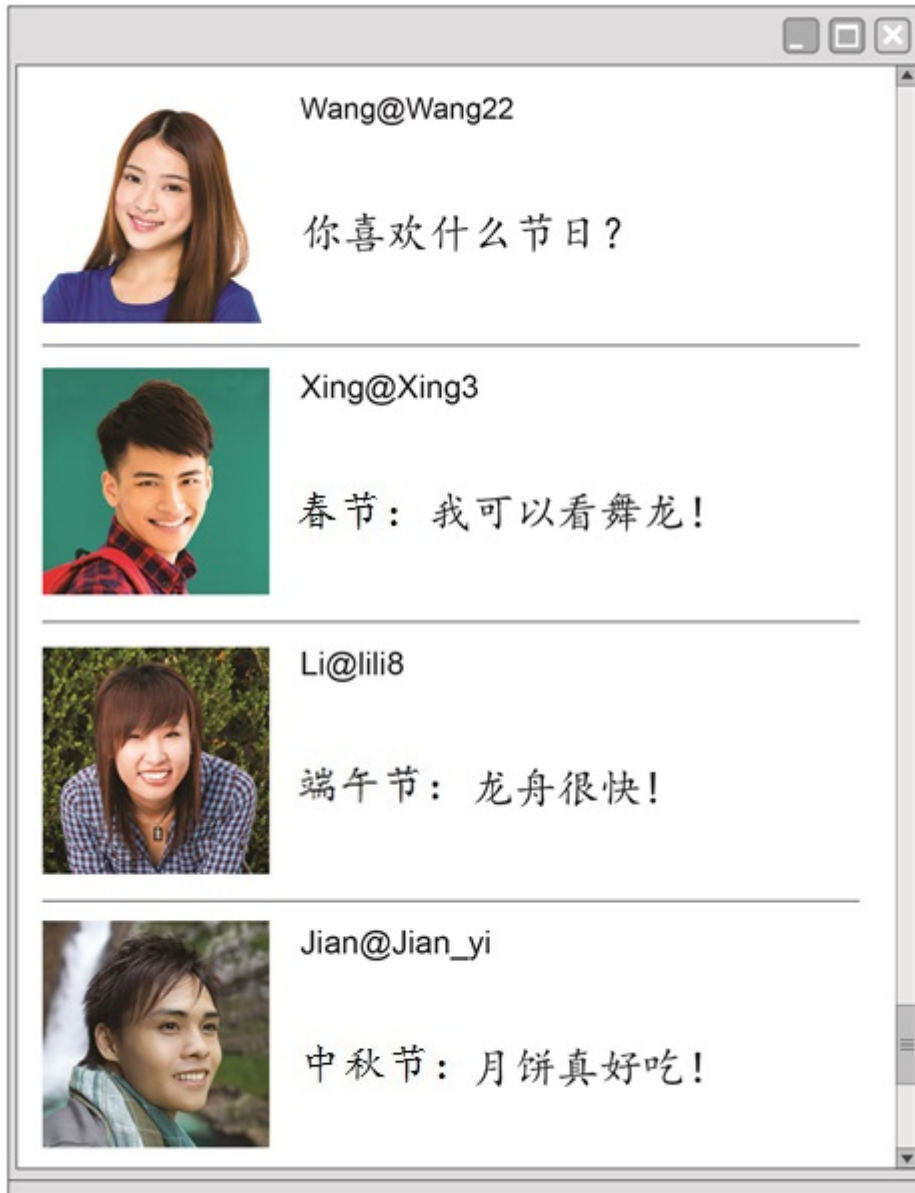 Wang@Wang22
你喜欢什么节日？
Xing@Xing3
春节：我可以看舞龙！
Li@lili8
端午节：龙舟很快！
Jian@Jian_yi
中秋节：月饼真好吃！